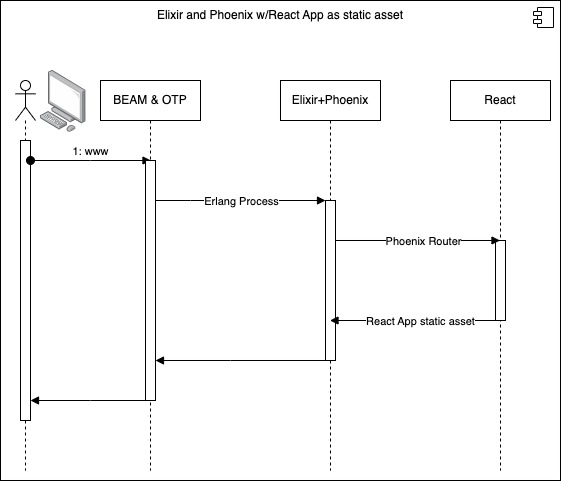 Elixir and Phoenix w/React App as static asset
BEAM & OTP
Elixir+Phoenix
React
1: www
Erlang Process
Phoenix Router
React App static asset